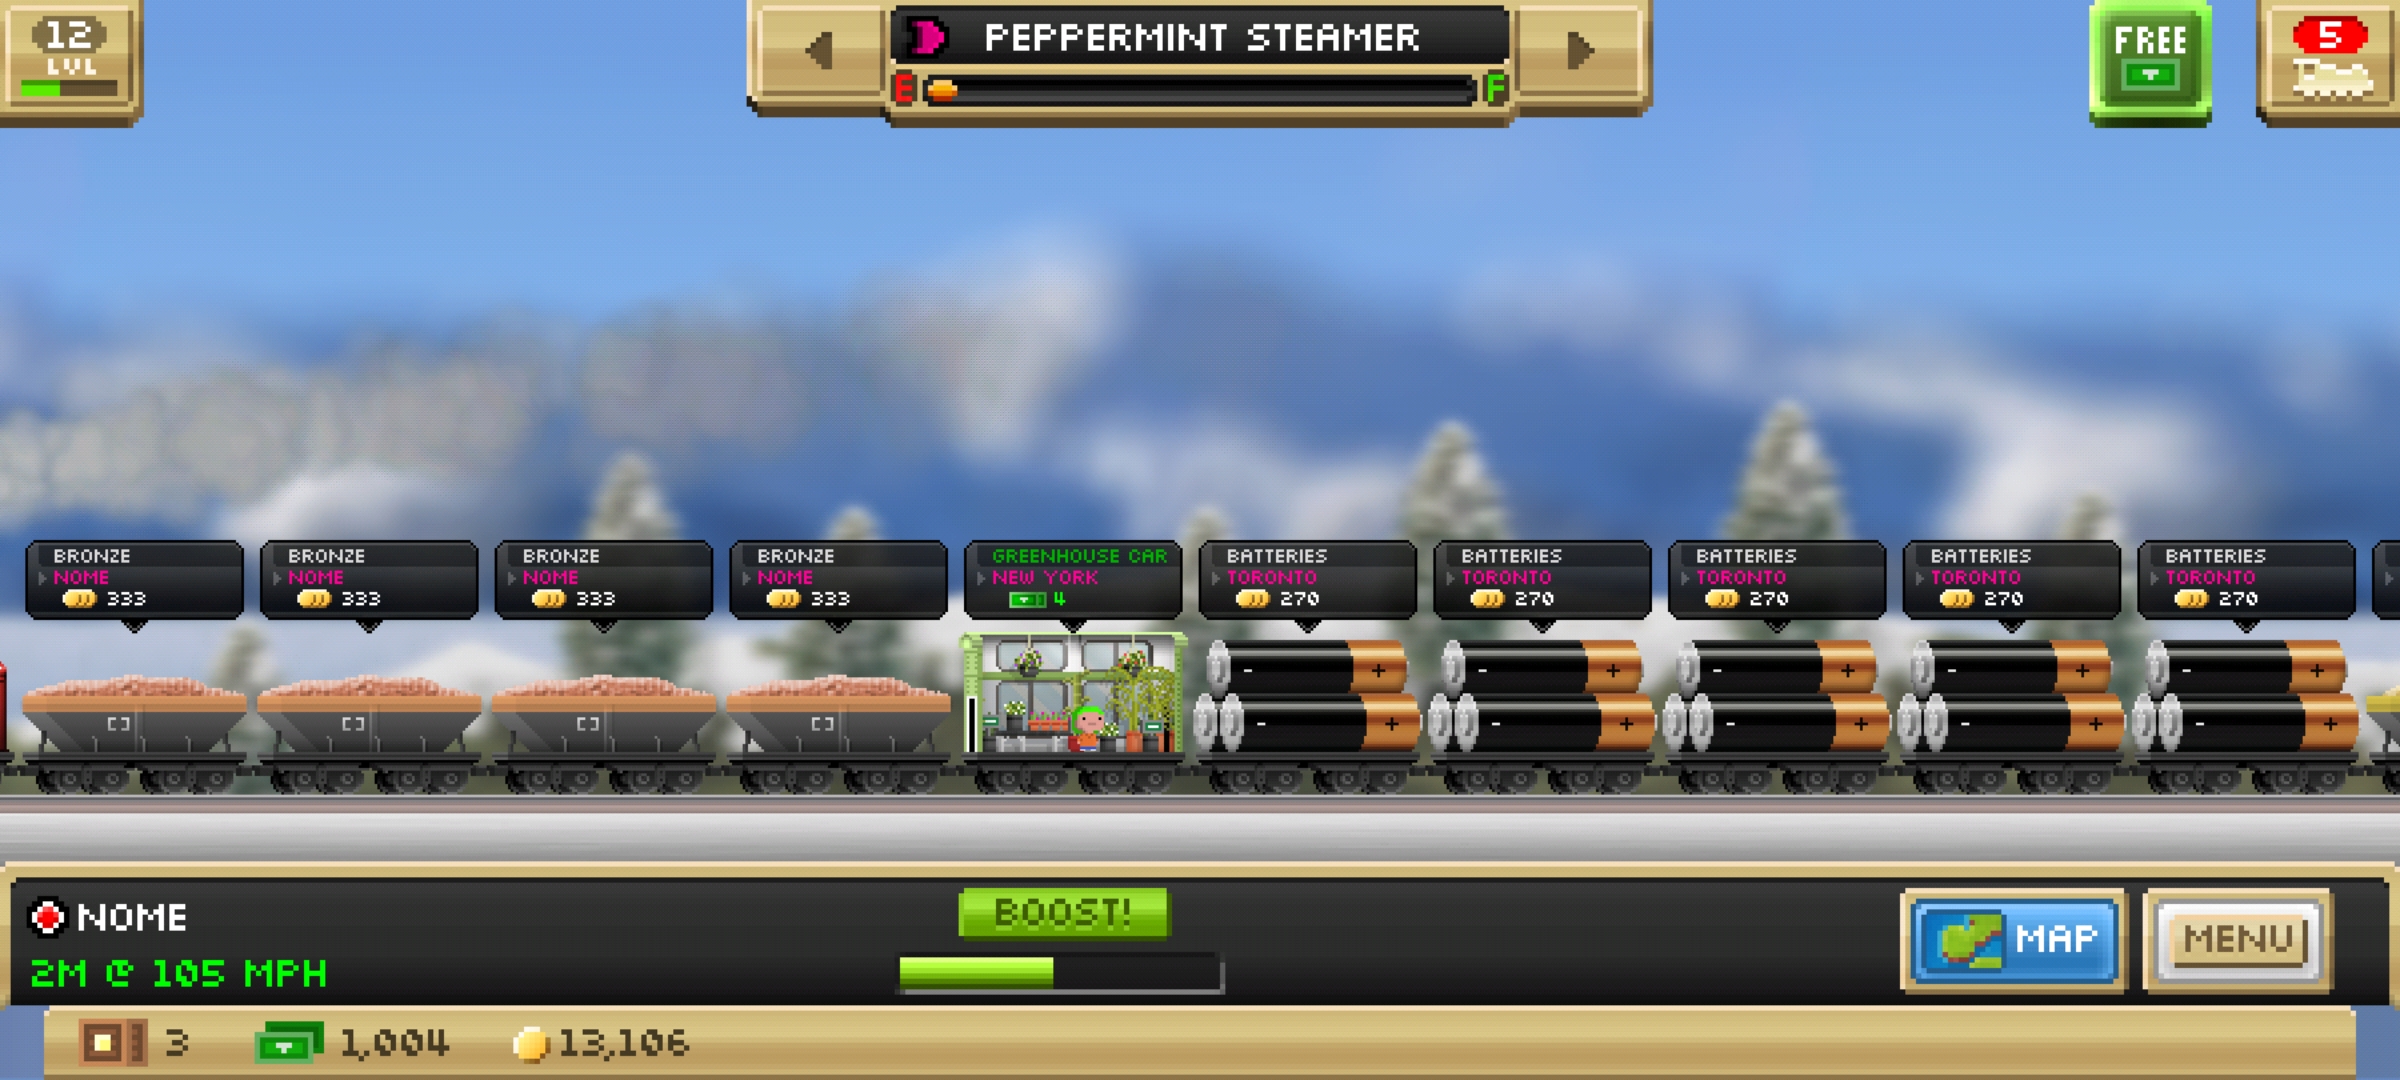 12
LVL
PEPPERMINT STEAMER
E F
FREE
5
BRONZE
NOME
333
BRONZE
NOME
333
BRONZE
NOME
333
BRONZE
NOME
333
GREENHOUSE CAR
NEW YORK
4
BATTERIES
TORONTO
270
BATTERIES
TORONTO
270
BATTERIES
TORONTO
270
BATTERIES
TORONTO
270
BATTERIES
TORONTO
270
NOME
2M @ 105 MPH
BOOST!
MAP
MENU
3 1,004 13,106